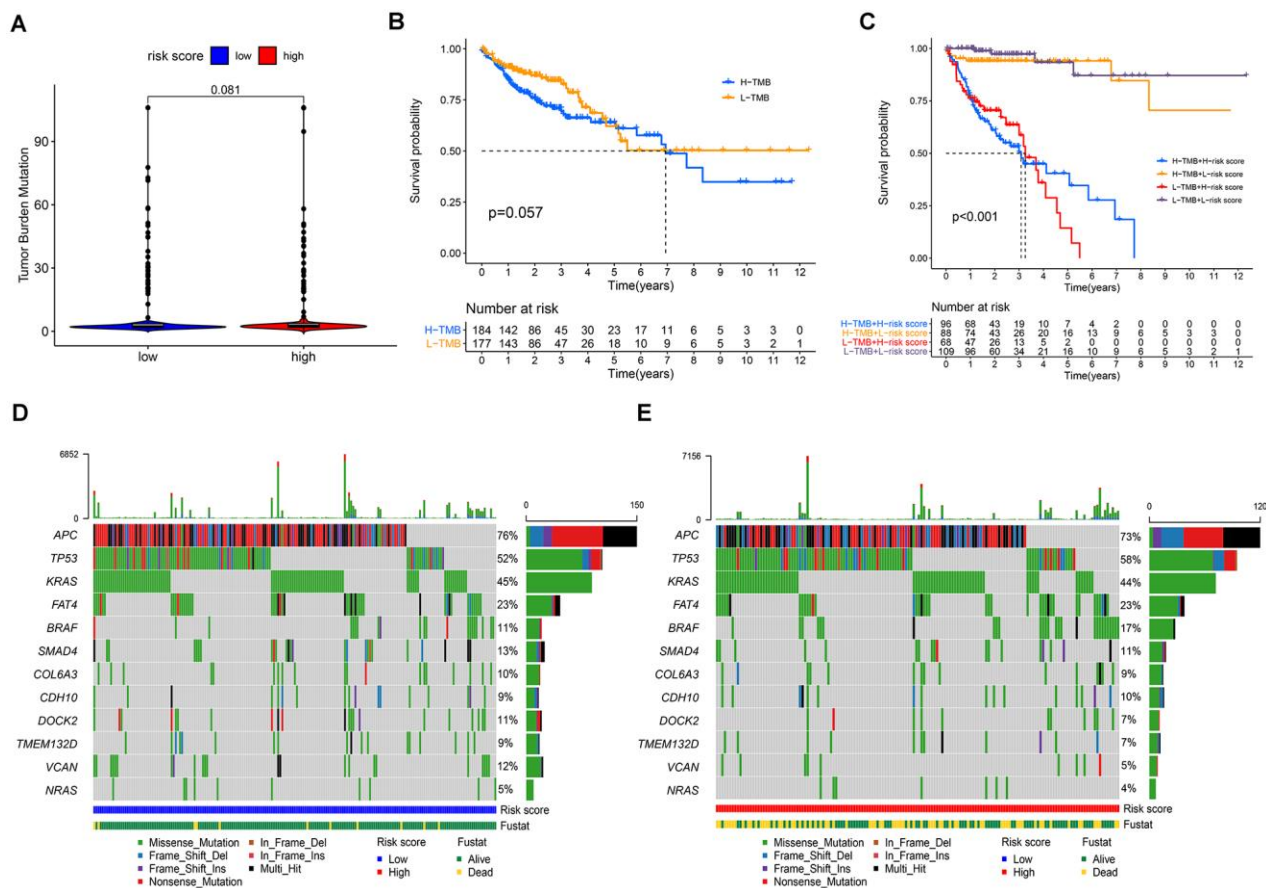 A
risk score low high
0.081
Tumor Burden Mutation
90
60
30
0
low high
B
1.00
0.75
0.50
0.25
0.00
Survival probability
H-TMB
L-TMB
p=0.057
0 1 2 3 4 5 6 7 8 9 10 11 12
Time(years)
Number at risk
H-TMB 184 142 86 45 30 23 17 11 6 5 3 3 0
L-TMB 177 143 86 47 26 18 10 9 6 5 3 2 1
0 1 2 3 4 5 6 7 8 9 10 11 12
Time(years)
C
1.00
0.75
0.50
0.25
0.00
Survival probability
H-TMB+H-risk score
H-TMB+L-risk score
L-TMB+H-risk score
L-TMB+L-risk score
p<0.001
0 1 2 3 4 5 6 7 8 9 10 11 12
Time(years)
Number at risk
H-TMB+H-risk score 96 68 43 19 10 7 4 2 0 0 0 0 0
H-TMB+L-risk score 88 74 43 26 20 16 13 9 6 5 3 3 0
L-TMB+H-risk score 68 47 26 13 5 2 0 0 0 0 0 0 0
L-TMB+L-risk score 109 96 60 34 21 16 10 9 6 5 3 2 1
0 1 2 3 4 5 6 7 8 9 10 11 12
Time(years)
D
6852
0
0 150
APC 76%
TP53 52%
KRAS 45%
FAT4 23%
BRAF 11%
SMAD4 13%
COL6A3 10%
CDH10 9%
DOCK2 11%
TMEM132D 9%
VCAN 12%
NRAS 5%
Risk score
Fustat
Missense_Mutation In_Frame_Del Risk score Fustat
Frame_Shift_Del In_Frame_Ins Low Alive
Frame_Shift_Ins Multi_Hit High Dead
Nonsense_Mutation
E
7156
0
0 120
APC 73%
TP53 58%
KRAS 44%
FAT4 23%
BRAF 17%
SMAD4 11%
COL6A3 9%
CDH10 10%
DOCK2 7%
TMEM132D 7%
VCAN 5%
NRAS 4%
Risk score
Fustat
Missense_Mutation In_Frame_Del Risk score Fustat
Frame_Shift_Del In_Frame_Ins Low Alive
Frame_Shift_Ins Multi_Hit High Dead
Nonsense_Mutation